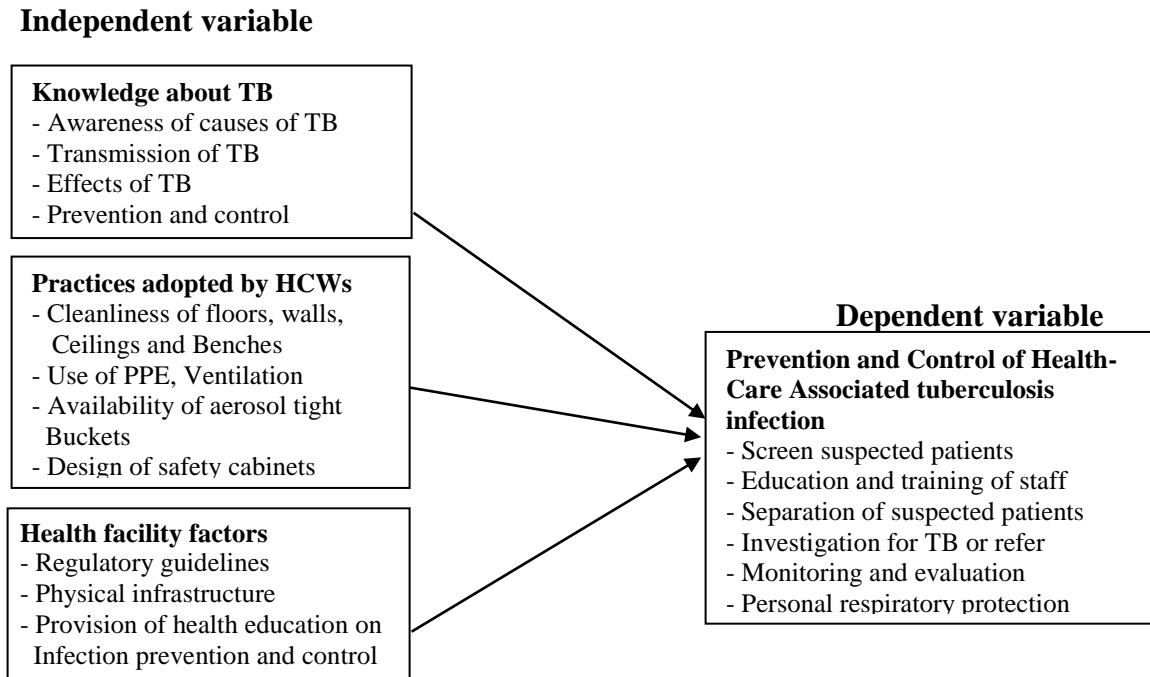 Independent variable
Knowledge about TB
- Awareness of causes of TB
- Transmission of TB
- Effects of TB
- Prevention and control
Practices adopted by HCWs
- Cleanliness of floors, walls,
Ceilings and Benches
- Use of PPE, Ventilation
- Availability of aerosol tight
Buckets
- Design of safety cabinets
Health facility factors
- Regulatory guidelines
- Physical infrastructure
- Provision of health education on
Infection prevention and control
Dependent variable
Prevention and Control of Health-
Care Associated tuberculosis
infection
- Screen suspected patients
- Education and training of staff
- Separation of suspected patients
- Investigation for TB or refer
- Monitoring and evaluation
- Personal respiratory protection